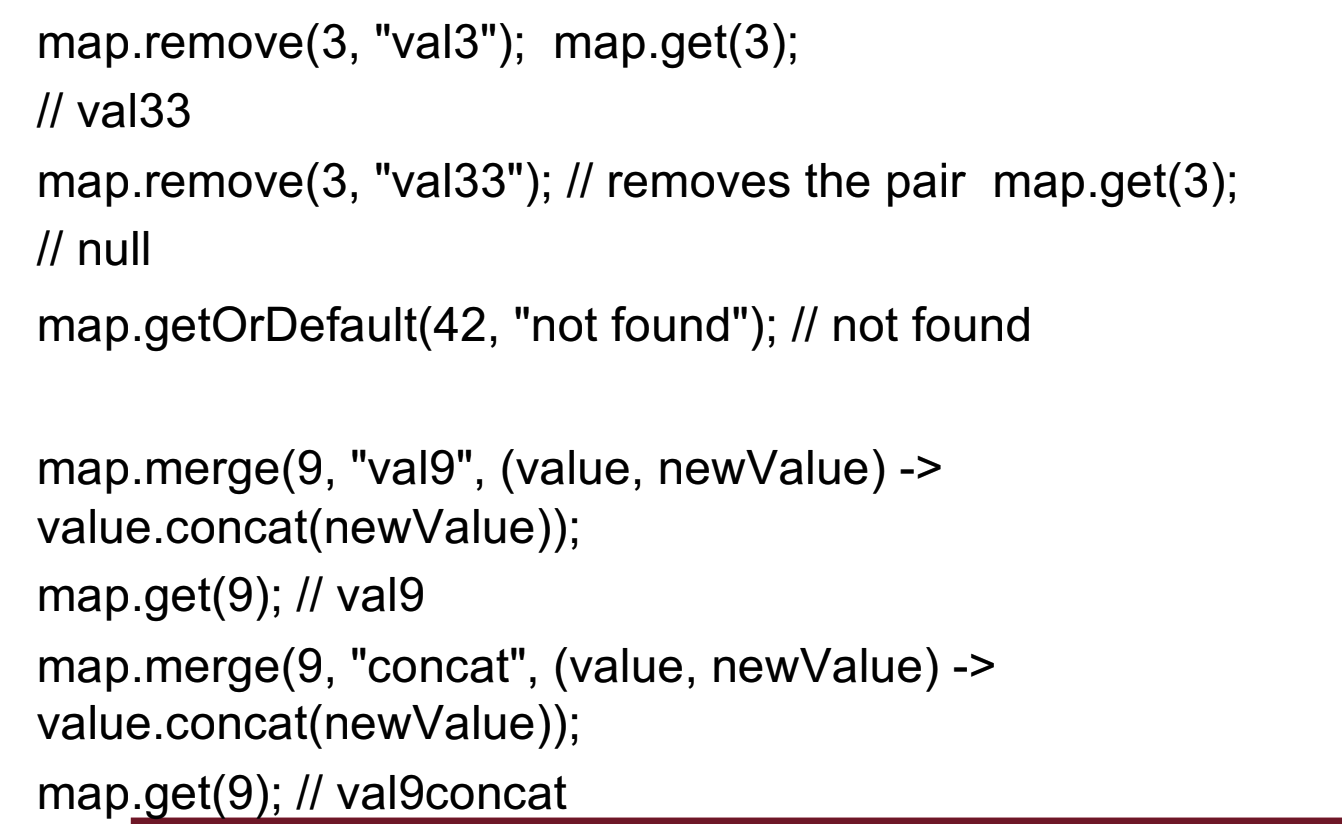 map.remove(3, "val3");  map.get(3);
// val33
map.remove(3, "val33"); // removes the pair  map.get(3);
// null
map.getOrDefault(42, "not found"); // not found
map.merge(9, "val9", (value, newValue) ->
value.concat(newValue));
map.get(9); // val9
map.merge(9, "concat", (value, newValue) ->
value.concat(newValue));
map.get(9); // val9concat